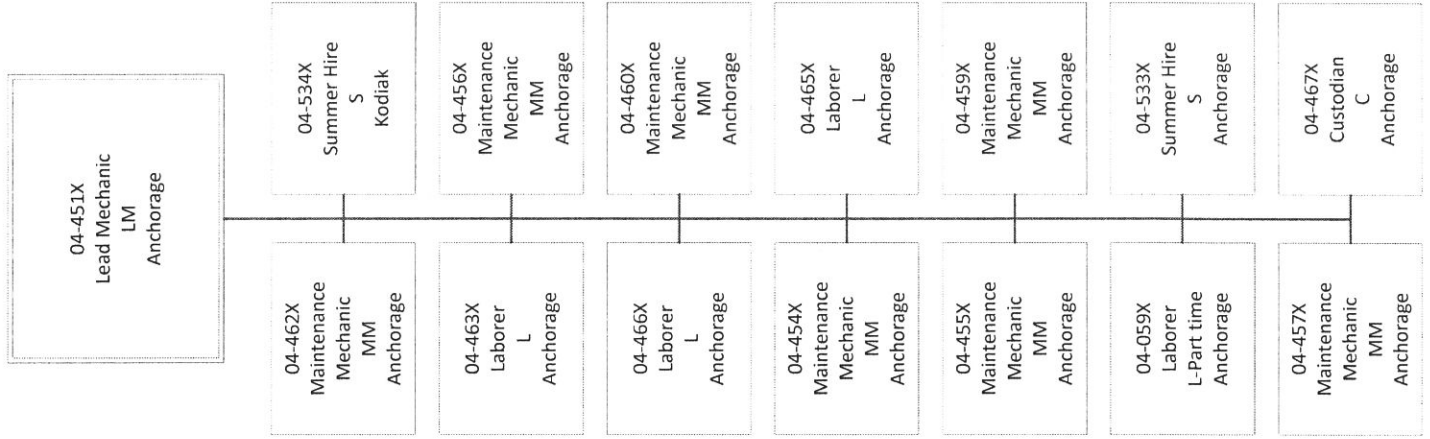 04-451X
Lead Mechanic
LM
Anchorage
04-462X
Maintenance
Mechanic
MM
Anchorage
04-534X
Summer Hire
S
Kodiak
04-463X
Laborer
L
Anchorage
04-456X
Maintenance
Mechanic
MM
Anchorage
04-466X
Laborer
L
Anchorage
04-460X
Maintenance
Mechanic
MM
Anchorage
04-454X
Maintenance
Mechanic
MM
Anchorage
04-465X
Laborer
L
Anchorage
04-455X
Maintenance
Mechanic
MM
Anchorage
04-459X
Maintenance
Mechanic
MM
Anchorage
04-059X
Laborer
L-Part time
Anchorage
04-533X
Summer Hire
S
Anchorage
04-457X
Maintenance
Mechanic
MM
Anchorage
04-467X
Custodian
C
Anchorage